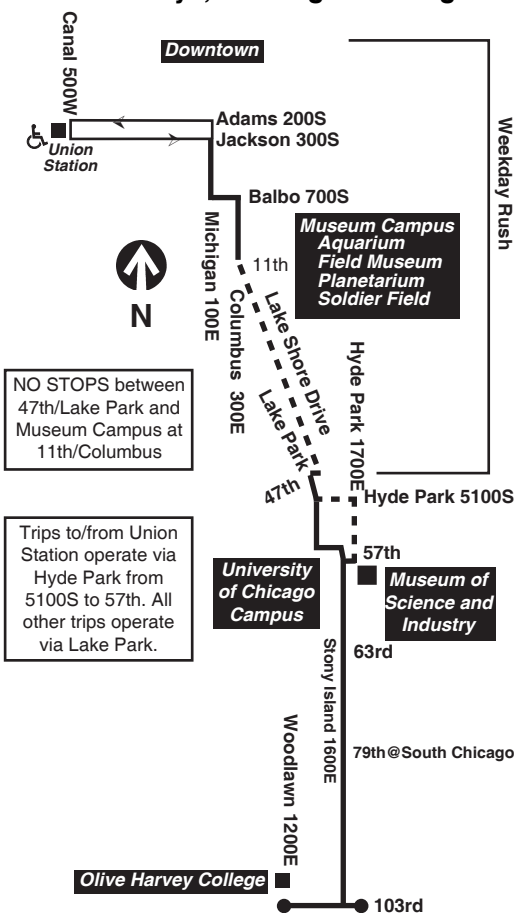 Downtown
Canal 500W
Adams 200S
Jackson 300S
Union
Station
Weekday Rush
Balbo 700S
Museum Campus
Aquarium
Field Museum
Planetarium
Soldier Field
Michigan 100E
11th
N
Columbus 300E
Lake Shore Drive
Hyde Park 1700E
NO STOPS between
47th/Lake Park and
Museum Campus at
11th/Columbus
Lake Park
47th
Hyde Park 5100S
Trips to/from Union
Station operate via
Hyde Park from
5100S to 57th. All
other trips operate
via Lake Park.
57th
University
of Chicago
Campus
Museum of
Science and
Industry
63rd
Stony Island 1600E
Woodlawn 1200E
79th@South Chicago
Olive Harvey College
103rd